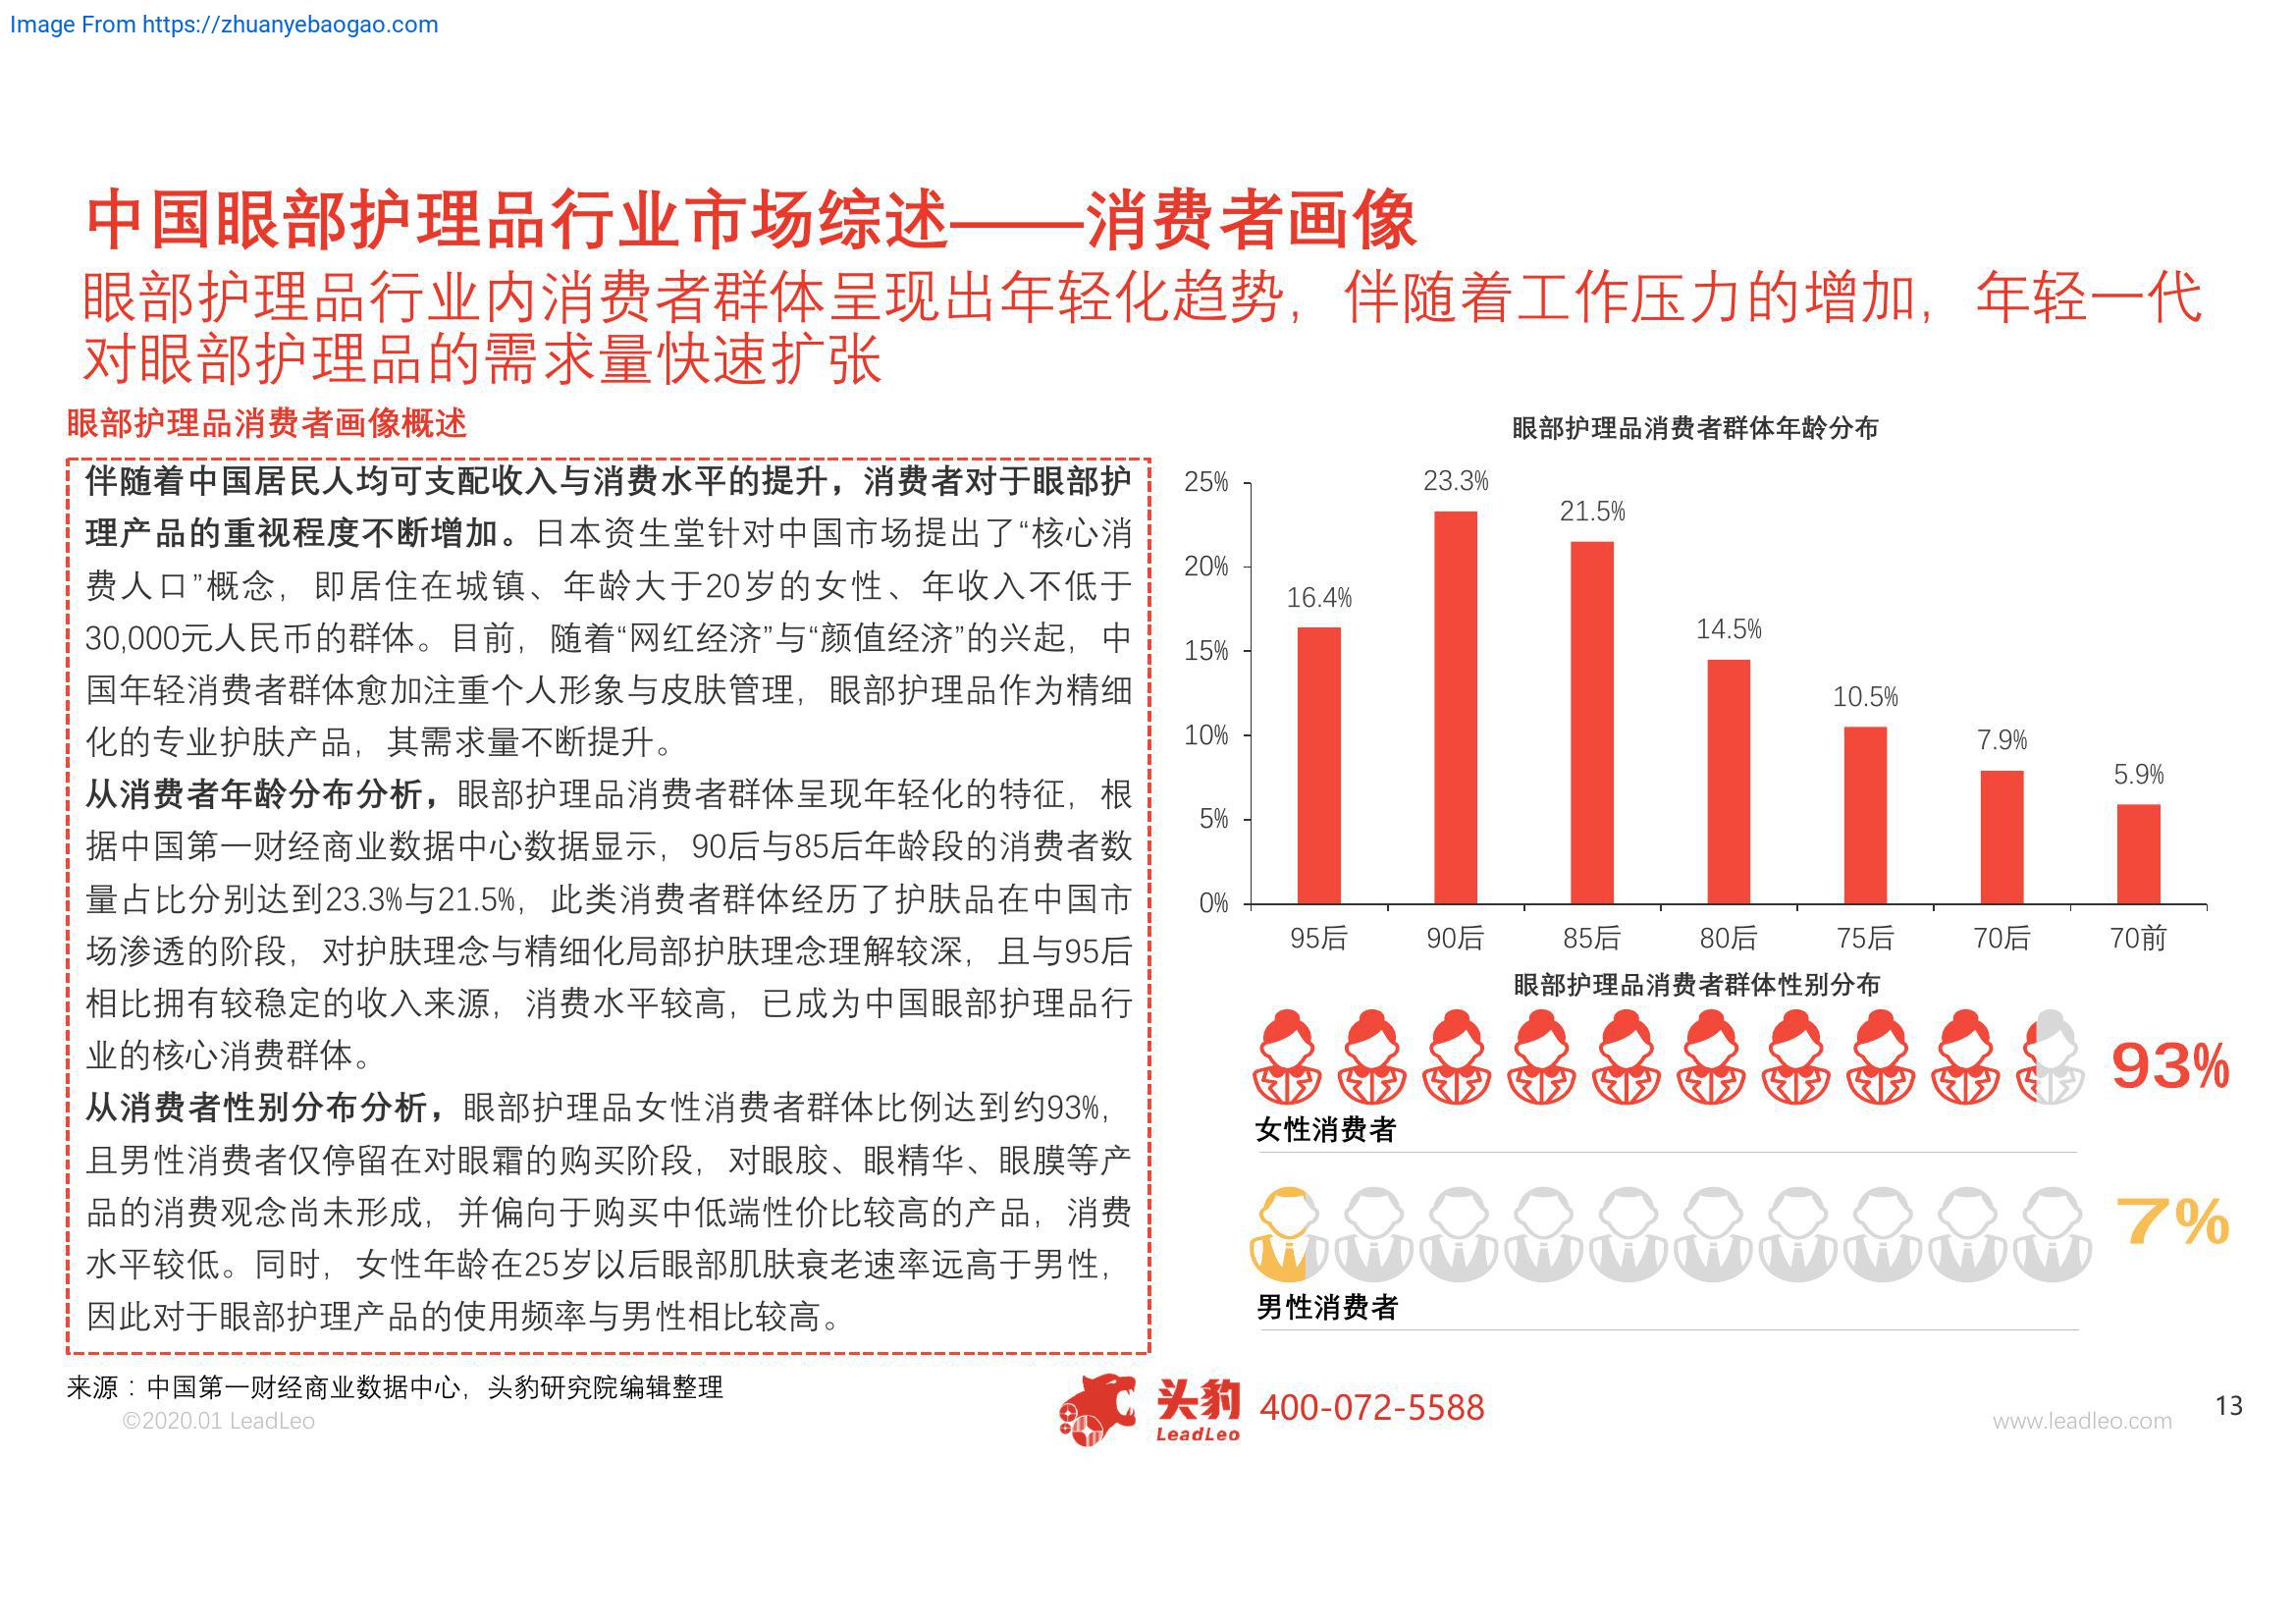 Image From https://zhuanyebaogao.com
中国眼部护理品行业市场综述——消费者画像
眼部护理品行业内消费者群体呈现出年轻化趋势，伴随着工作压力的增加，年轻一代
对眼部护理品的需求量快速扩张
眼部护理品消费者画像概述
伴随着中国居民人均可支配收入与消费水平的提升，消费者对于眼部护
理产品的重视程度不断增加。日本资生堂针对中国市场提出了“核心消
费人口”概念，即居住在城镇、年龄大于20岁的女性、年收入不低于
30,000元人民币的群体。目前，随着“网红经济”与“颜值经济”的兴起，中
国年轻消费者群体愈加注重个人形象与皮肤管理，眼部护理品作为精细
化的专业护肤产品，其需求量不断提升。
从消费者年龄分布分析，眼部护理品消费者群体呈现年轻化的特征，根
据中国第一财经商业数据中心数据显示，90后与85后年龄段的消费者数
量占比分别达到23.3%与21.5%，此类消费者群体经历了护肤品在中国市
场渗透的阶段，对护肤理念与精细化局部护肤理念理解较深，且与95后
相比拥有较稳定的收入来源，消费水平较高，已成为中国眼部护理品行
业的核心消费群体。
从消费者性别分布分析，眼部护理品女性消费者群体比例达到约93%，
且男性消费者仅停留在对眼霜的购买阶段，对眼胶、眼精华、眼膜等产
品的消费观念尚未形成，并偏向于购买中低端性价比较高的产品，消费
水平较低。同时，女性年龄在25岁以后眼部肌肤衰老速率远高于男性，
因此对于眼部护理产品的使用频率与男性相比较高。
眼部护理品消费者群体年龄分布
25%
20%
15%
10%
5%
0%
16.4%
23.3%
21.5%
14.5%
10.5%
7.9%
5.9%
95后
90后
85后
80后
75后
70后
70前
眼部护理品消费者群体性别分布
93%
女性消费者
7%
男性消费者
来源：中国第一财经商业数据中心，头豹研究院编辑整理
©2020.01 LeadLeo
头豹
LeadLeo
400-072-5588
www.leadleo.com
13